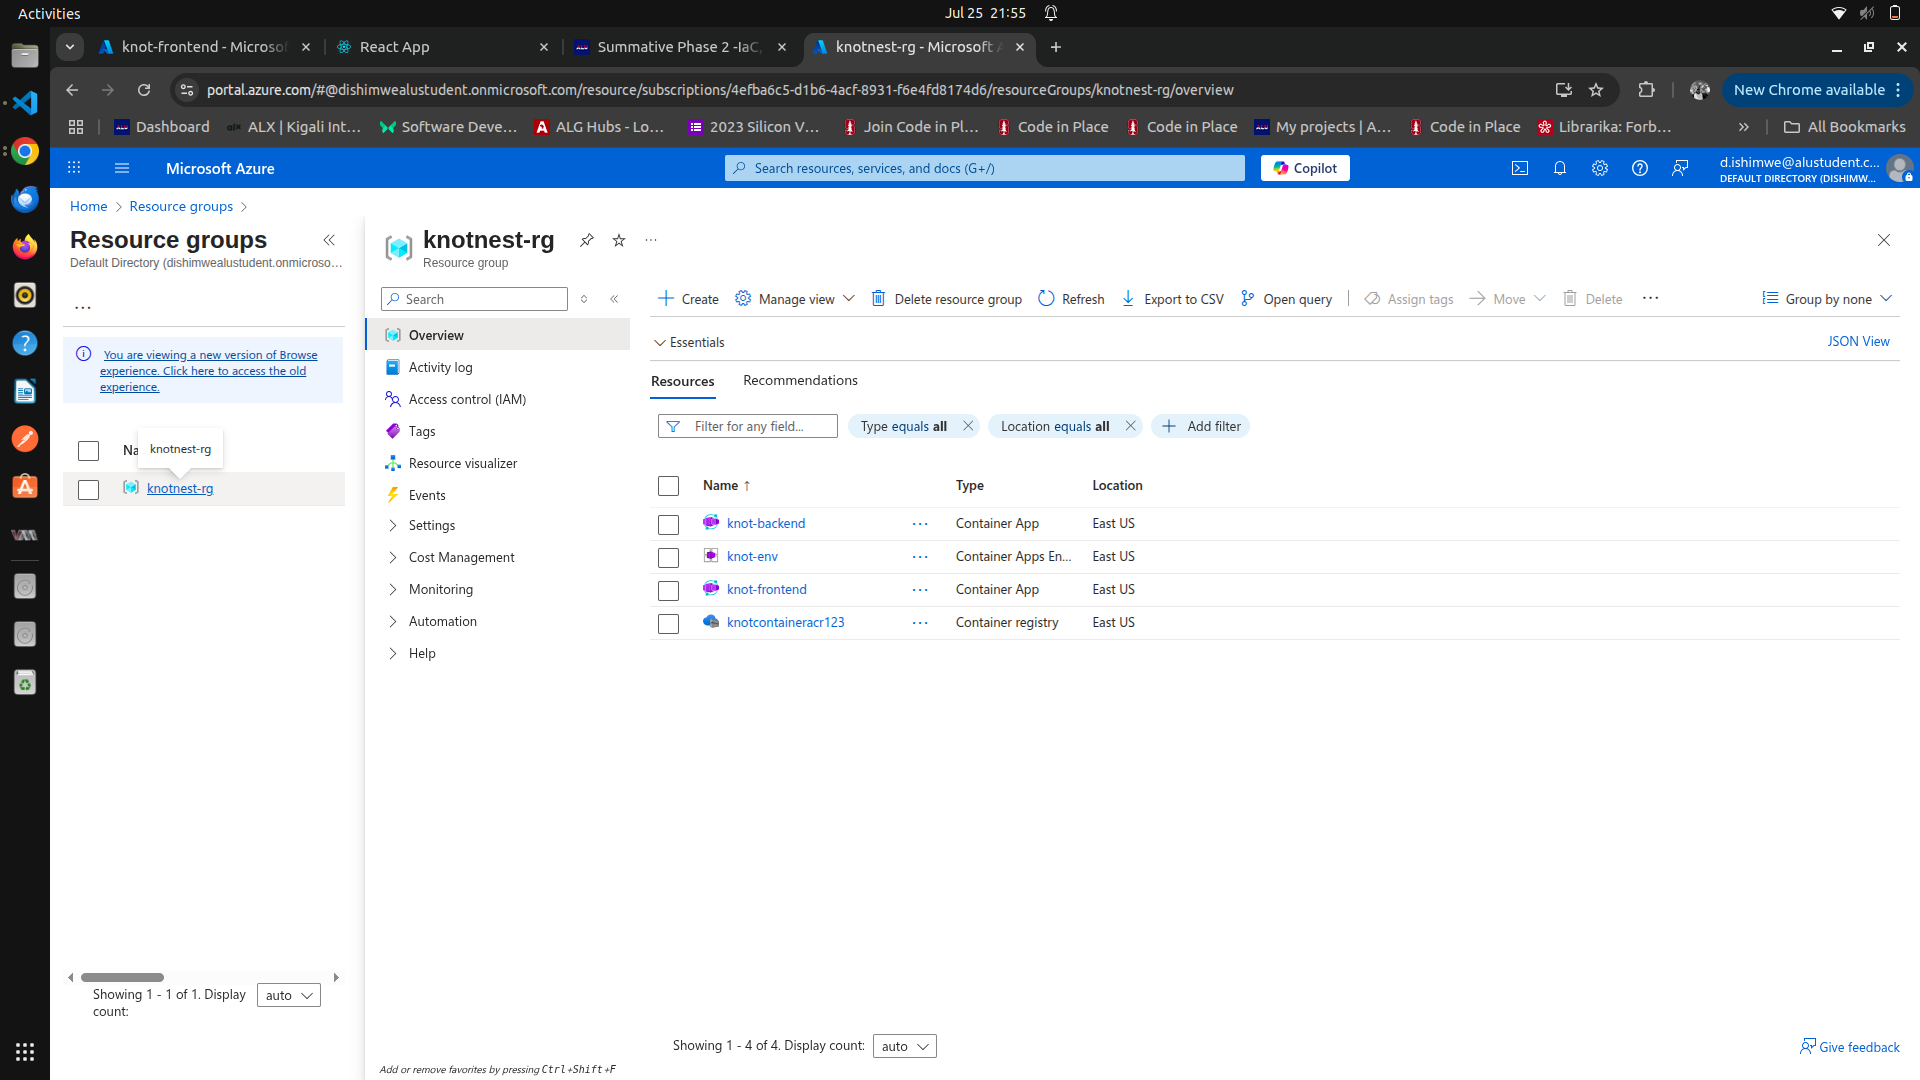 Activities
Jul 25 21:55
knot-frontend - Microsof
React App
Summative Phase 2 -IaC,
knotnest-rg - Microsoft A
portal.azure.com/#@dishimwealustudent.onmicrosoft.com/resource/subscriptions/4efba6c5-d1b6-4acf-8931-f6e4fd8174d6/resourceGroups/knotnest-rg/overview
New Chrome available
Dashboard
ALX | Kigali Int…
Software Deve…
ALG Hubs - Lo…
2023 Silicon V…
Join Code in Pl…
Code in Place
Code in Place
My projects | A…
Code in Place
Librarika: Forb…
All Bookmarks
Microsoft Azure
Search resources, services, and docs (G+/)
Copilot
d.ishimwe@alustudent.c…
DEFAULT DIRECTORY (DISHIMW…
Home
Resource groups
Resource groups
Default Directory (dishimwealustudent.onmicroso…
You are viewing a new version of Browse
experience. Click here to access the old
experience.
Na
knotnest-rg
knotnest-rg
Showing 1 - 1 of 1. Display
count:
auto
knotnest-rg
Resource group
Search
Overview
Activity log
Access control (IAM)
Tags
Resource visualizer
Events
Settings
Cost Management
Monitoring
Automation
Help
Add or remove favorites by pressing Ctrl+Shift+F
Create
Manage view
Delete resource group
Refresh
Export to CSV
Open query
Assign tags
Move
Delete
Group by none
Essentials
JSON View
Resources
Recommendations
Filter for any field...
Type equals all
Location equals all
Add filter
Name ↑ Type Location
knot-backend Container App East US
knot-env Container Apps En… East US
knot-frontend Container App East US
knotcontaineracr123 Container registry East US
Showing 1 - 4 of 4. Display count:
auto
Give feedback